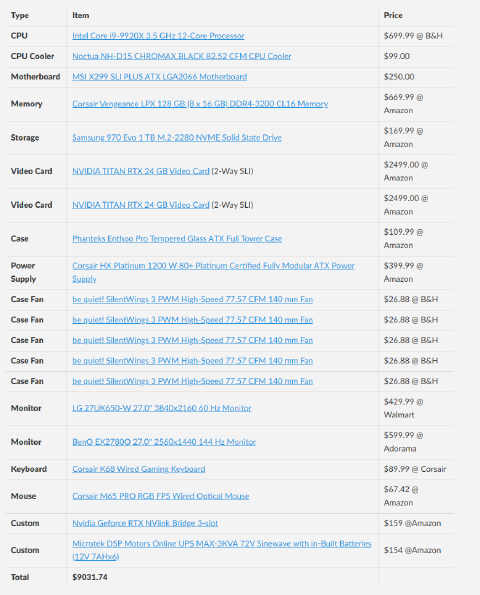 Type Item Price
CPU Intel Core i9-9920X 3.5 GHz 12-Core Processor $699.99 @ B&H
CPU Cooler Noctua NH-D15 CHROMAX.BLACK 82.52 CFM CPU Cooler $99.00
Motherboard MSI X299 SLI PLUS ATX LGA2066 Motherboard $250.00
Memory Corsair Vengeance LPX 128 GB (8 x 16 GB) DDR4-3200 CL16 Memory $669.99 @
Amazon
Storage Samsung 970 Evo 1 TB M.2-2280 NVME Solid State Drive $169.99 @
Amazon
Video Card NVIDIA TITAN RTX 24 GB Video Card (2-Way SLI) $2499.00 @
Amazon
Video Card NVIDIA TITAN RTX 24 GB Video Card (2-Way SLI) $2499.00 @
Amazon
Case Phanteks Enthoo Pro Tempered Glass ATX Full Tower Case $109.99 @
Amazon
Power Corsair HX Platinum 1200 W 80+ Platinum Certified Fully Modular ATX Power $399.99 @
Supply Supply Amazon
Case Fan be quiet! SilentWings 3 PWM High-Speed 77.57 CFM 140 mm Fan $26.88 @ B&H
Case Fan be quiet! SilentWings 3 PWM High-Speed 77.57 CFM 140 mm Fan $26.88 @ B&H
Case Fan be quiet! SilentWings 3 PWM High-Speed 77.57 CFM 140 mm Fan $26.88 @ B&H
Case Fan be quiet! SilentWings 3 PWM High-Speed 77.57 CFM 140 mm Fan $26.88 @ B&H
Case Fan be quiet! SilentWings 3 PWM High-Speed 77.57 CFM 140 mm Fan $26.88 @ B&H
Monitor LG 27UK650-W 27.0" 3840x2160 60 Hz Monitor $429.99 @
Walmart
Monitor BenQ EX2780Q 27.0" 2560x1440 144 Hz Monitor $599.99 @
Adorama
Keyboard Corsair K68 Wired Gaming Keyboard $89.99 @ Corsair
Mouse Corsair M65 PRO RGB FPS Wired Optical Mouse $67.42 @
Amazon
Custom Nvidia Geforce RTX NVlink Bridge 3-slot $159 @Amazon
Custom Microtek DSP Motors Online UPS MAX-3KVA 72V Sinewave with in-Built Batteries $154 @Amazon
(12V 7AHx6)
Total $9031.74